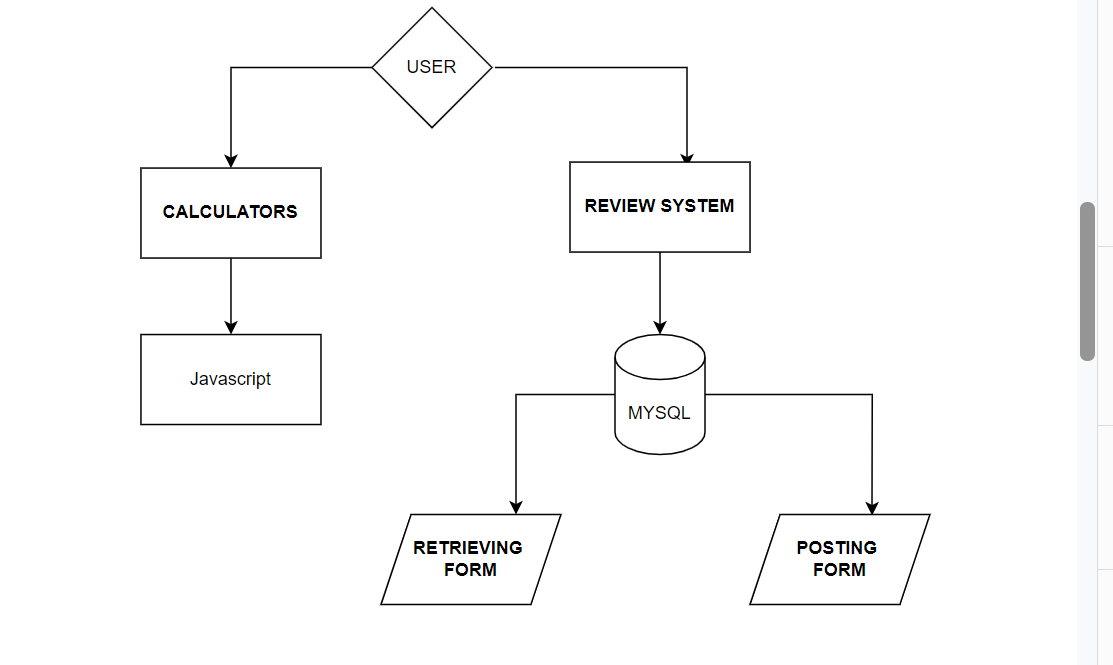 USER
CALCULATORS
REVIEW SYSTEM
Javascript
MYSQL
RETRIEVING
FORM
POSTING
FORM